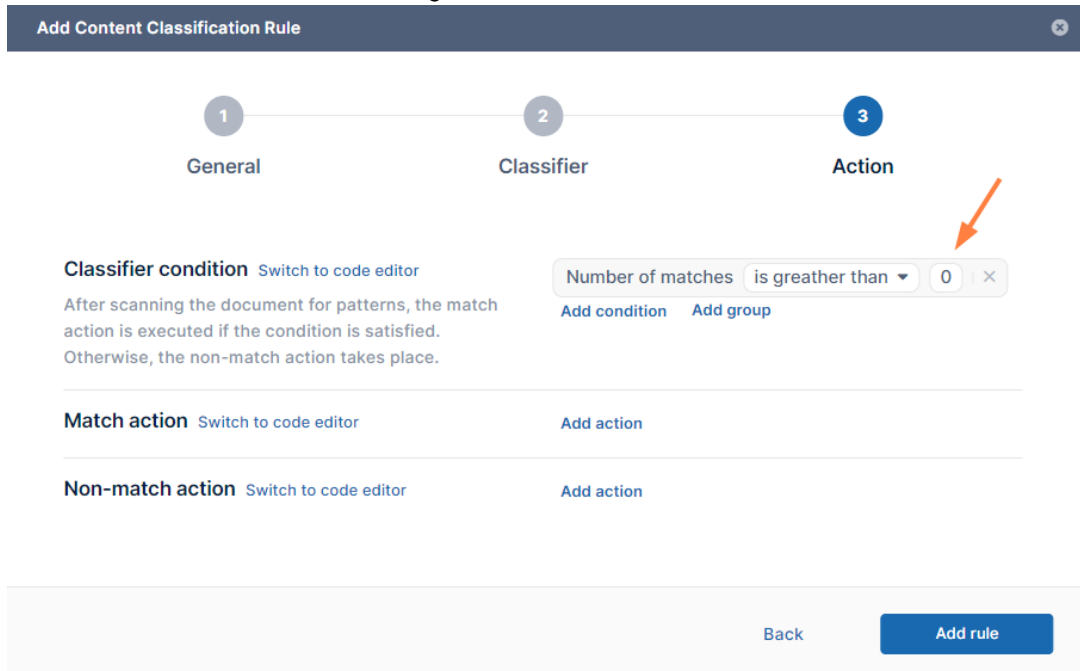 Add Content Classification Rule
1
2
3
General
Classifier
Action
Classifier condition Switch to code editor
Number of matches is greather than 0
After scanning the document for patterns, the match
action is executed if the condition is satisfied.
Otherwise, the non-match action takes place.
Add condition Add group
Match action Switch to code editor
Add action
Non-match action Switch to code editor
Add action
Back
Add rule